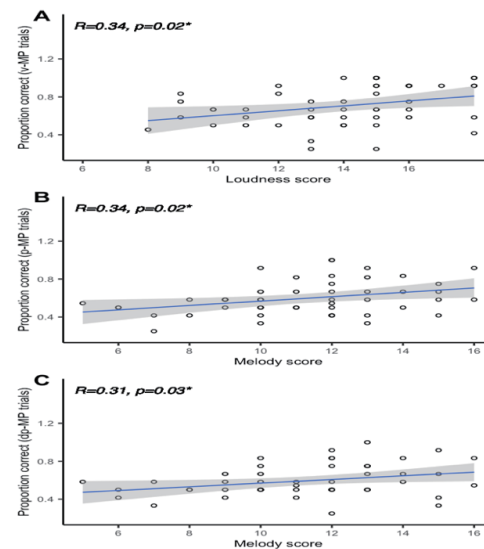 A
R=0.34, p=0.02*
Proportion correct (v-MP trials)
1.2
0.8
0.4
6 8 10 12 14 16
Loudness score
B
R=0.34, p=0.02*
Proportion correct (p-MP trials)
1.2
0.8
0.4
6 8 10 12 14 16
Melody score
C
R=0.31, p=0.03*
Proportion correct (dp-MP trials)
1.2
0.8
0.4
6 8 10 12 14 16
Melody score